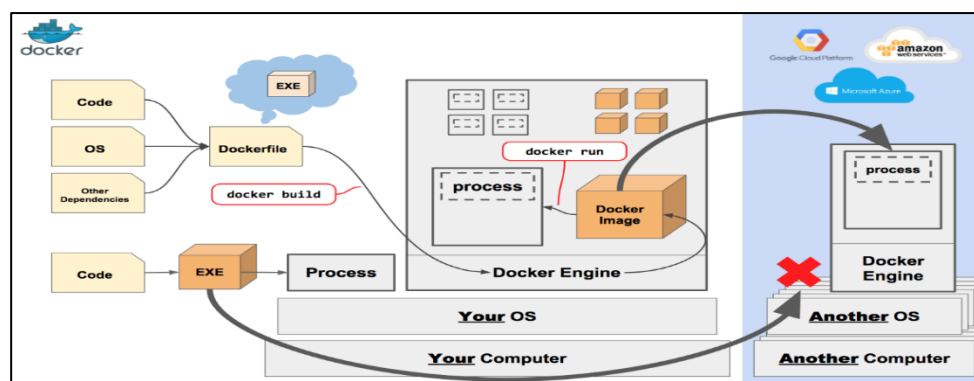 docker
Code
OS
Other
Dependencies
EXE
Dockerfile
docker build
docker run
process
Docker
Image
Docker Engine
Code
EXE
Process
Your OS
Your Computer
Google Cloud Platform
amazon
web services™
Microsoft Azure
process
Docker
Engine
Another OS
Another Computer